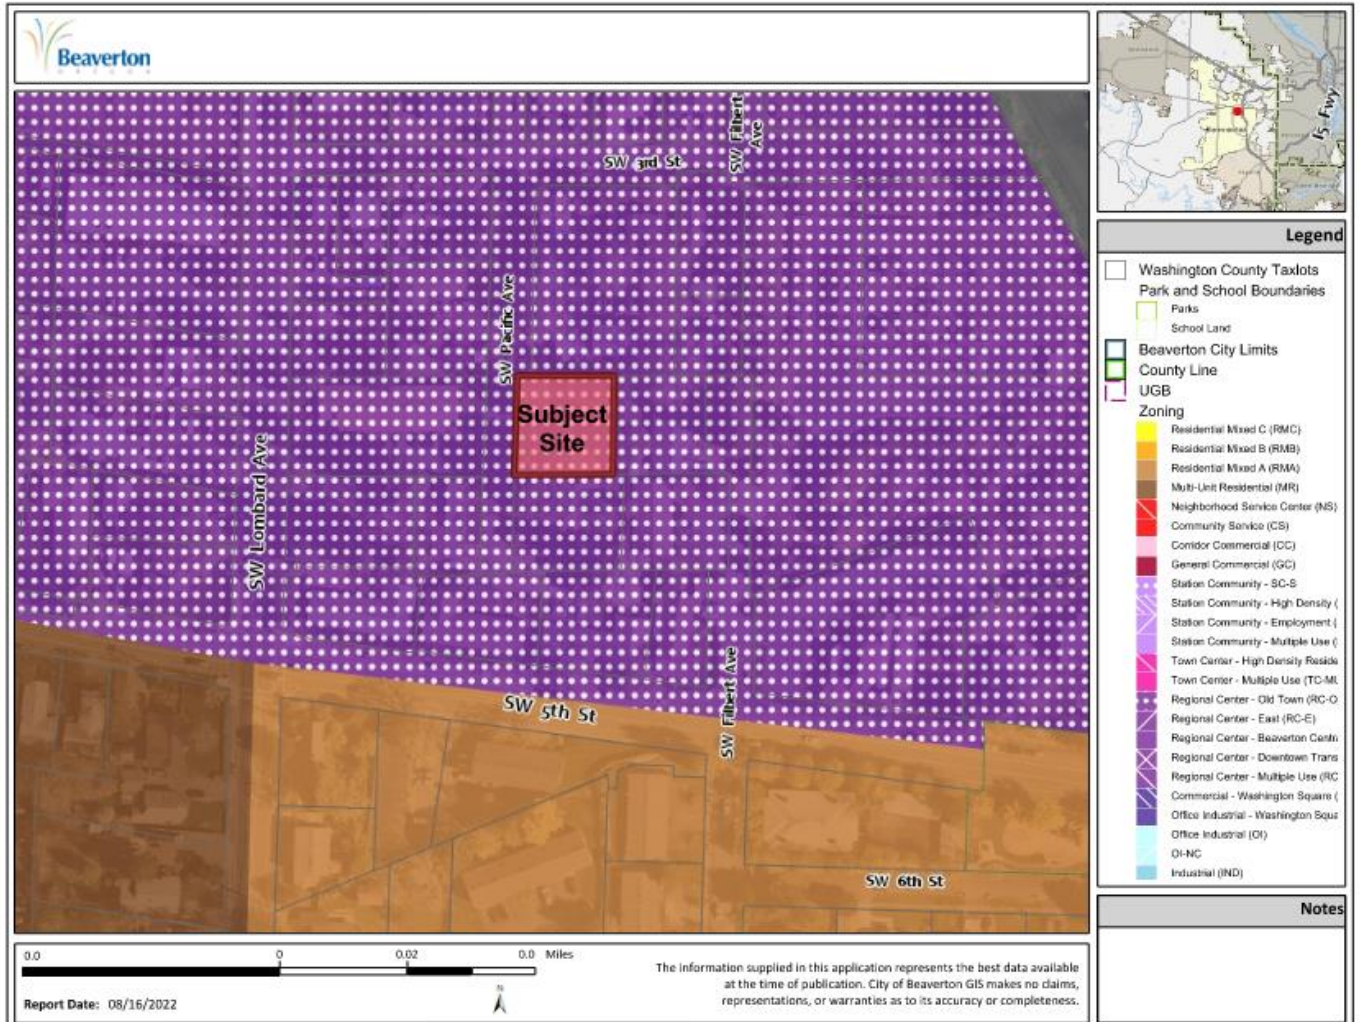 Beaverton
OREGON
SW Filbert
Ave
SW 3rd St
SW Pacific Ave
Subject
Site
SW Lombard Ave
SW 5th St
SW Filbert Ave
SW 6th St
I5 Fwy
Legend
Washington County Taxlots
Park and School Boundaries
Parks
School Land
Beaverton City Limits
County Line
UGB
Zoning
Residential Mixed C (RMC)
Residential Mixed B (RMB)
Residential Mixed A (RMA)
Multi-Unit Residential (MR)
Neighborhood Service Center (NS)
Community Service (CS)
Corridor Commercial (CC)
General Commercial (GC)
Station Community - SC-S
Station Community - High Density (
Station Community - Employment (
Station Community - Multiple Use (
Town Center - High Density Reside
Town Center - Multiple Use (TC-MU
Regional Center - Old Town (RC-O
Regional Center - East (RC-E)
Regional Center - Beaverton Centr
Regional Center - Downtown Trans
Regional Center - Multiple Use (RC
Commercial - Washington Square (
Office Industrial - Washington Squa
Office Industrial (OI)
OI-NC
Industrial (IND)
Notes
0.0 0 0.02 0.0 Miles
Report Date: 08/16/2022
N
The information supplied in this application represents the best data available
at the time of publication. City of Beaverton GIS makes no claims,
representations, or warranties as to its accuracy or completeness.